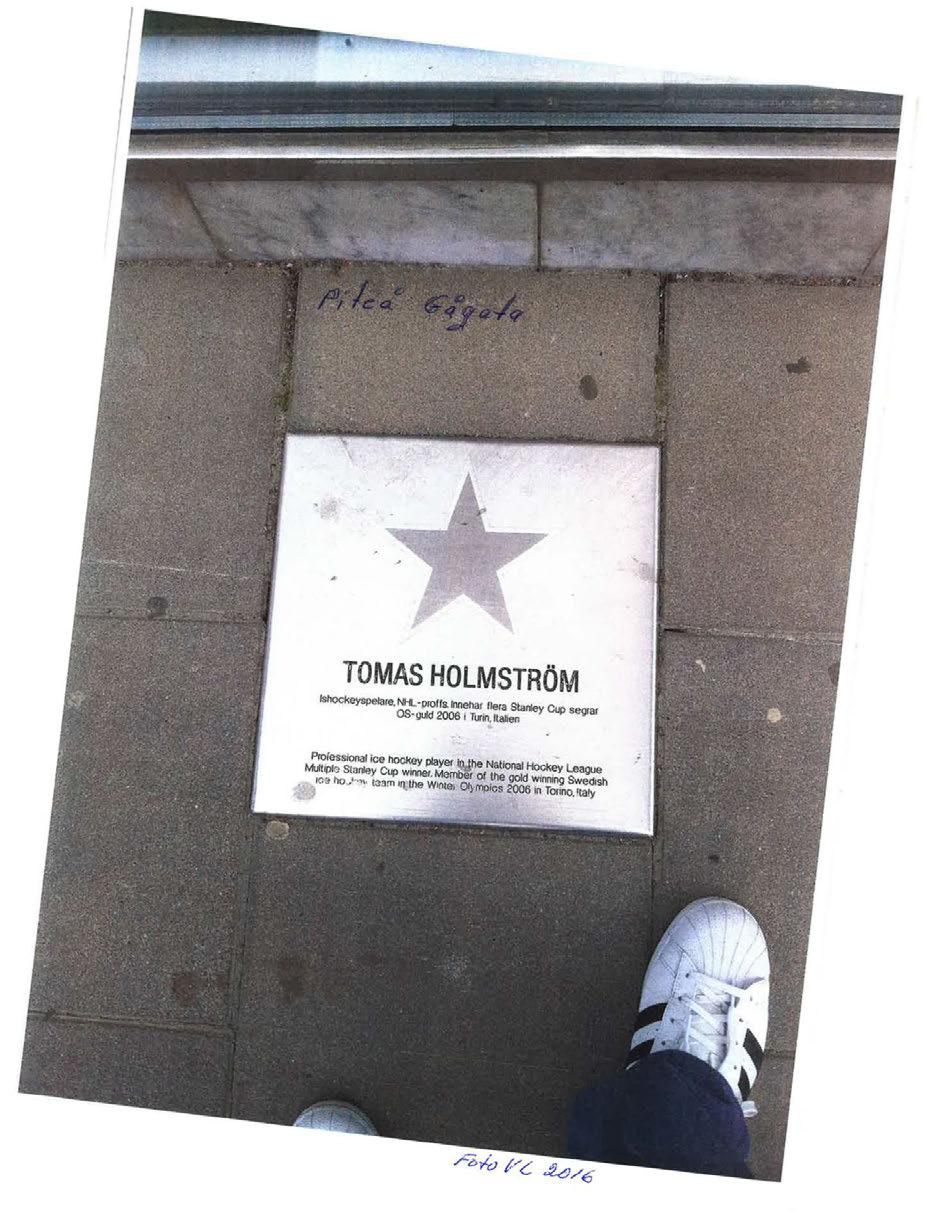 Piteå Gågata
TOMAS HOLMSTRÖM
Ishockeyspelare, NHL-proffs. Innehar flera Stanley Cup segrar
OS-guld 2006 i Turin, Italien
Professional ice hockey player in the National Hockey League
Multiple Stanley Cup winner. Member of the gold winning Swedish
ice hockey team in the Winter Olympics 2006 in Torino, Italy
Foto VL 2016